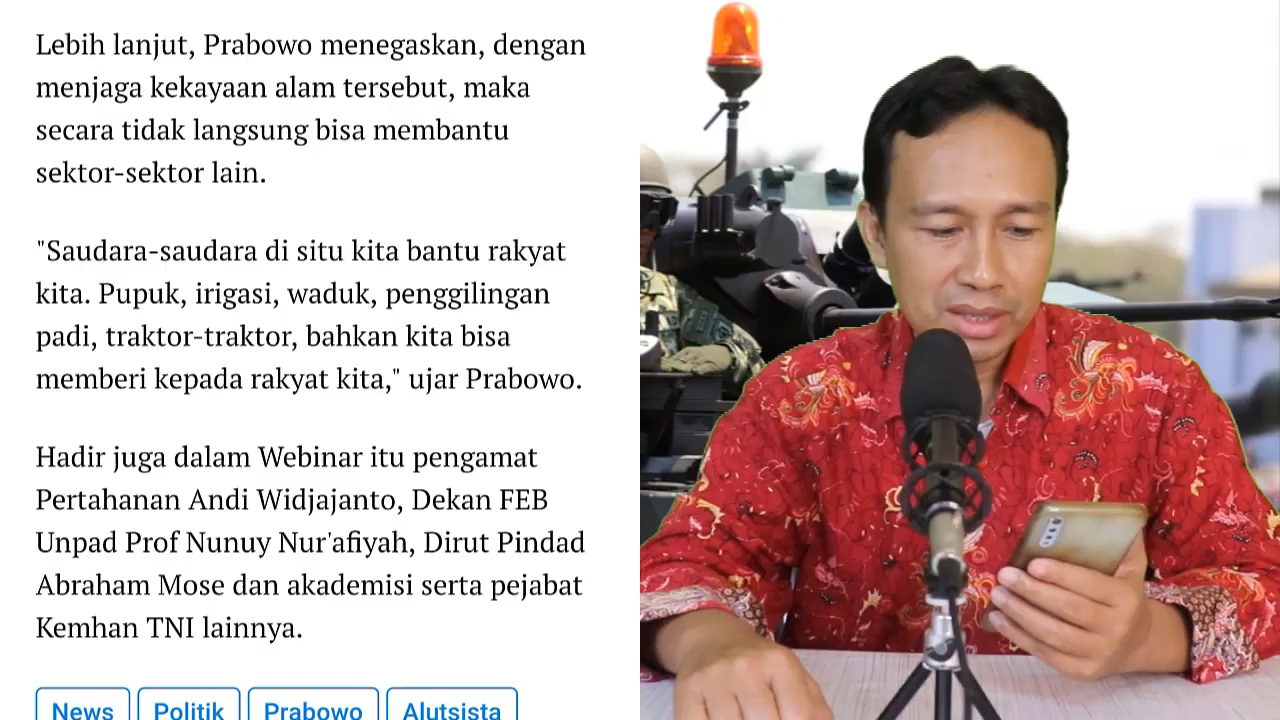 Lebih lanjut, Prabowo menegaskan, dengan
menjaga kekayaan alam tersebut, maka
secara tidak langsung bisa membantu
sektor-sektor lain.
"Saudara-saudara di situ kita bantu rakyat
kita. Pupuk, irigasi, waduk, penggilingan
padi, traktor-traktor, bahkan kita bisa
memberi kepada rakyat kita," ujar Prabowo.
Hadir juga dalam Webinar itu pengamat
Pertahanan Andi Widjajanto, Dekan FEB
Unpad Prof Nunuy Nur'afiyah, Dirut Pindad
Abraham Mose dan akademisi serta pejabat
Kemhan TNI lainnya.
News Politik Prabowo Alutsista